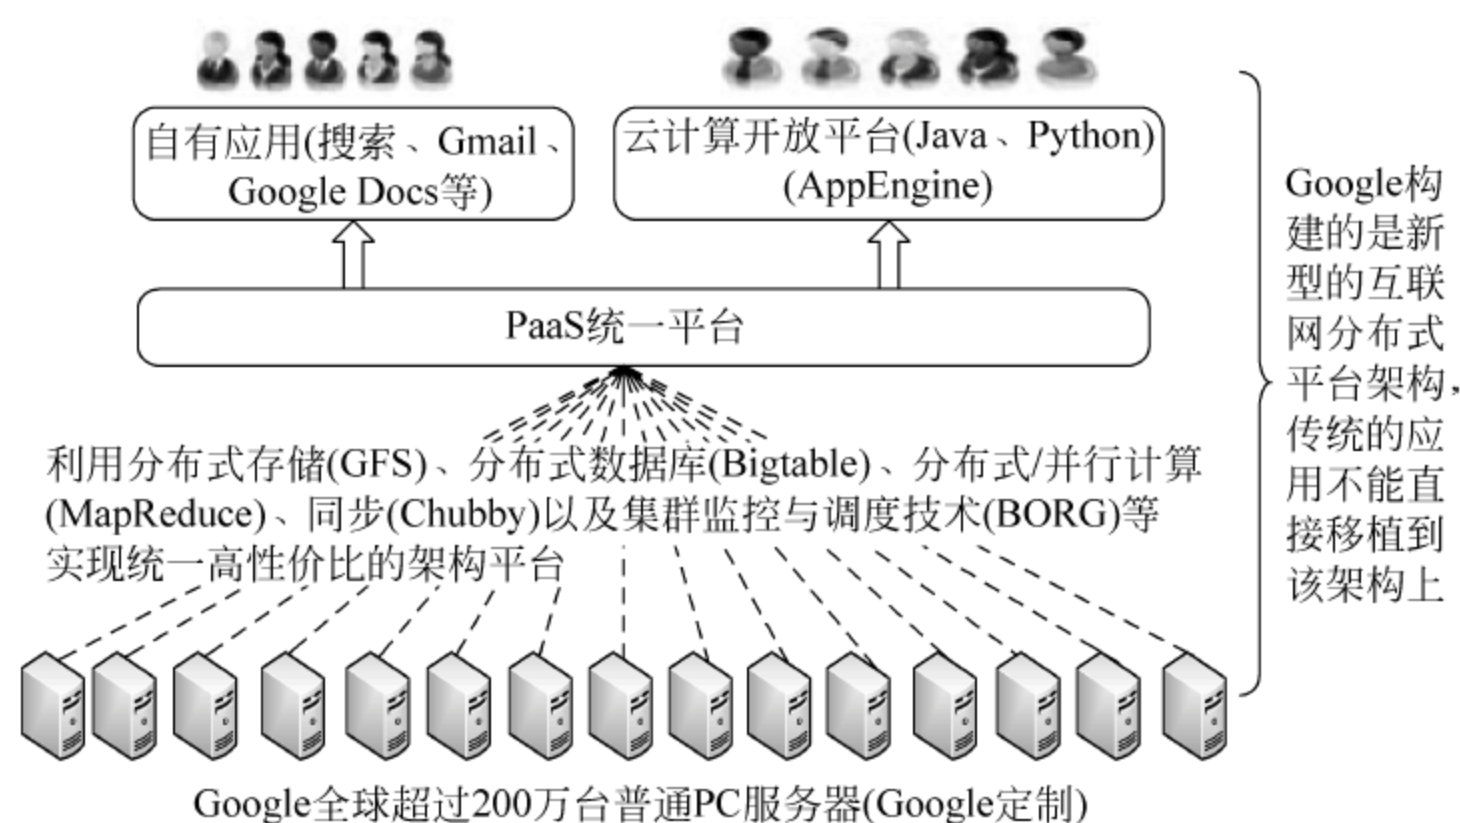 自有应用(搜索、Gmail、
Google Docs等)
云计算开放平台(Java、Python)
(AppEngine)
PaaS统一平台
利用分布式存储(GFS)、分布式数据库(Bigtable)、分布式/并行计算
(MapReduce)、同步(Chubby)以及集群监控与调度技术(BORG)等
实现统一高性价比的架构平台
Google全球超过200万台普通PC服务器(Google定制)
Google构
建的是新
型的互联
网分布式
平台架构，
传统的应
用不能直
接移植到
该架构上